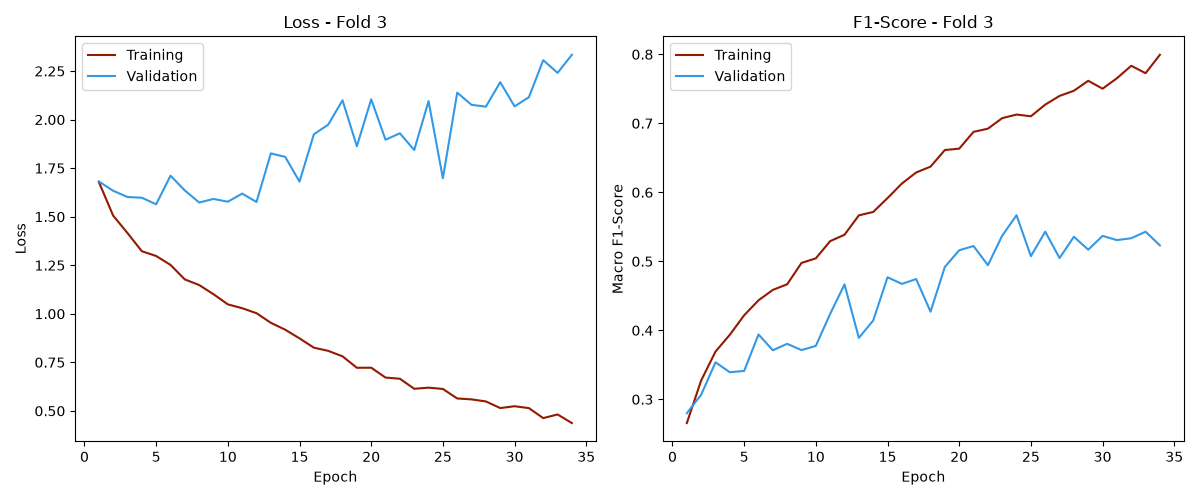 Loss - Fold 3
Training
Validation
2.25
2.00
1.75
1.50
1.25
1.00
0.75
0.50
Loss
0 5 10 15 20 25 30 35
Epoch
F1-Score - Fold 3
Training
Validation
0.8
0.7
0.6
0.5
0.4
0.3
Macro F1-Score
0 5 10 15 20 25 30 35
Epoch